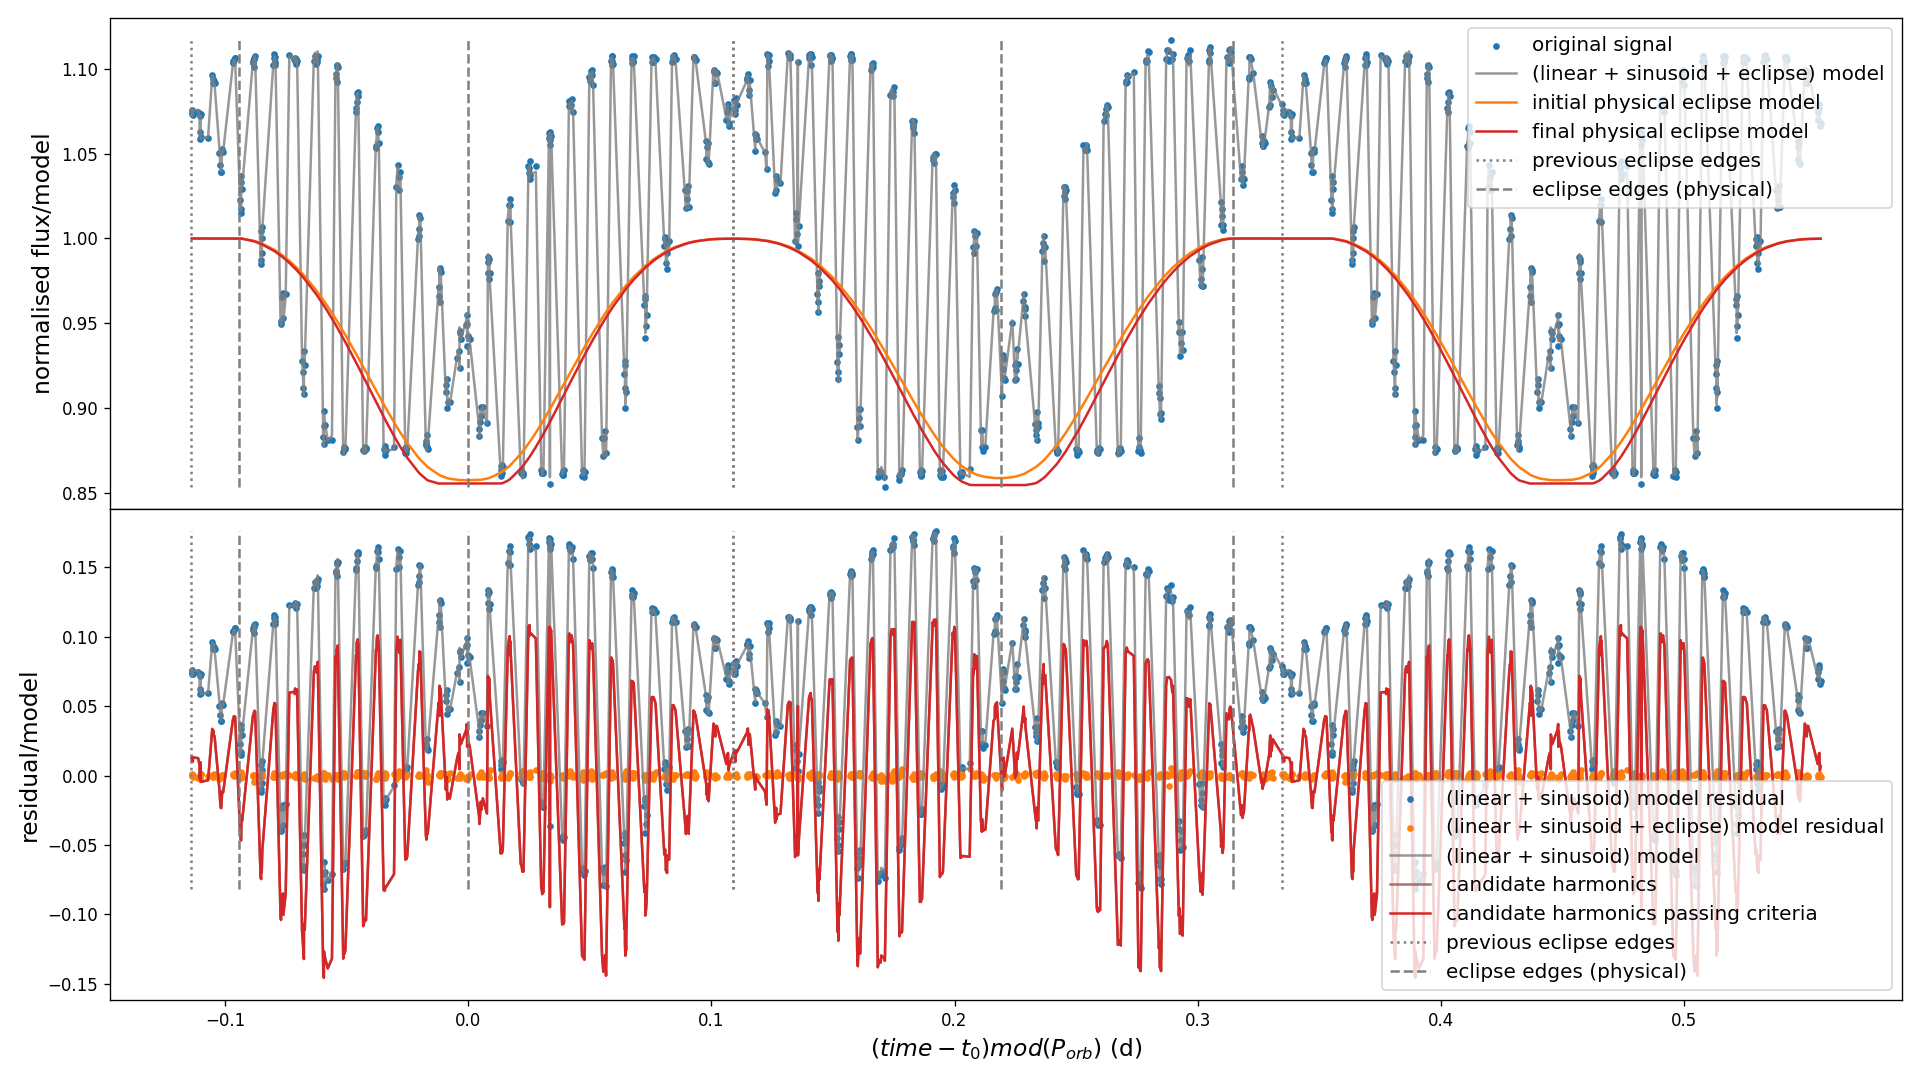 normalised flux/model
1.10
1.05
1.00
0.95
0.90
0.85
original signal
(linear + sinusoid + eclipse) model
initial physical eclipse model
final physical eclipse model
previous eclipse edges
eclipse edges (physical)
residual/model
0.15
0.10
0.05
0.00
−0.05
−0.10
−0.15
(linear + sinusoid) model residual
(linear + sinusoid + eclipse) model residual
(linear + sinusoid) model
candidate harmonics
candidate harmonics passing criteria
previous eclipse edges
eclipse edges (physical)
−0.1 0.0 0.1 0.2 0.3 0.4 0.5
(time − t₀)mod(P_orb) (d)